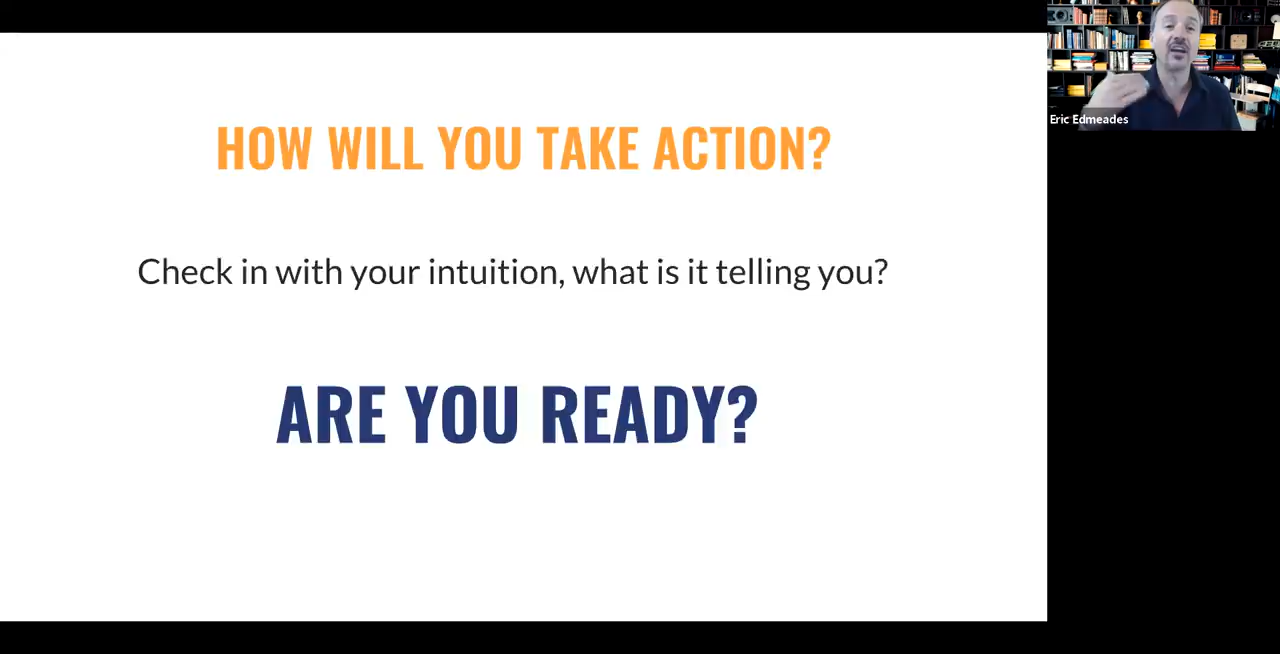 HOW WILL YOU TAKE ACTION?
Check in with your intuition, what is it telling you?
ARE YOU READY?
Eric Edmeades